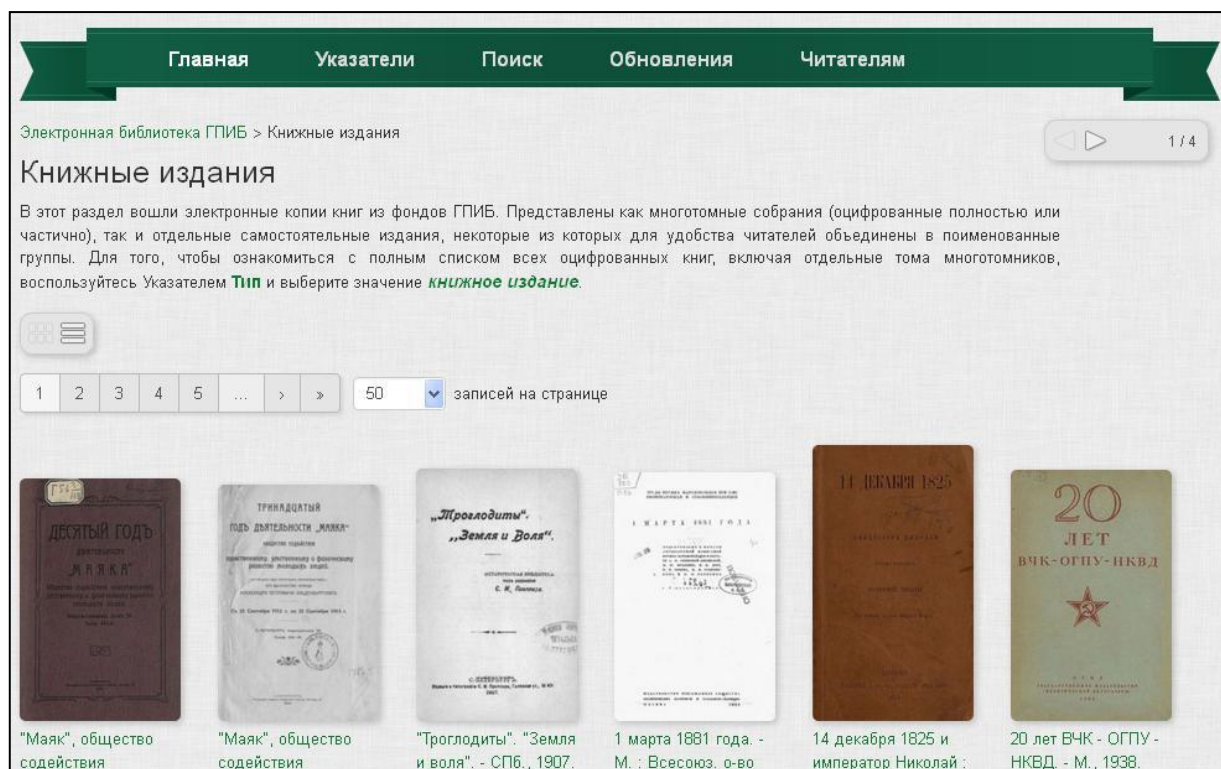 Главная Указатели Поиск Обновления Читателям
Электронная библиотека ГПИБ > Книжные издания
1 / 4
Книжные издания
В этот раздел вошли электронные копии книг из фондов ГПИБ. Представлены как многотомные собрания (оцифрованные полностью или
частично), так и отдельные самостоятельные издания, некоторые из которых для удобства читателей объединены в поименованные
группы. Для того, чтобы ознакомиться с полным списком всех оцифрованных книг, включая отдельные тома многотомников,
воспользуйтесь Указателем Тип и выберите значение книжное издание.
1 2 3 4 5 ... › » 50 записей на странице
ДЕСЯТЫЙ ГОДЪ
ДѢЯТЕЛЬНОСТИ
МАЯКА
ТРИНАДЦАТЫЙ
ГОДЪ ДѢЯТЕЛЬНОСТИ „МАЯКА"
„Троглодиты".
„Земля и Воля".
1 МАРТА 1881 ГОДА
14 ДЕКАБРЯ 1825
20
ЛЕТ
ВЧК-ОГПУ-НКВД
"Маяк", общество
содействия
"Маяк", общество
содействия
"Троглодиты". "Земля
и воля". - СПб., 1907.
1 марта 1881 года. -
М. : Всесоюз. о-во
14 декабря 1825 и
император Николай :
20 лет ВЧК - ОГПУ -
НКВД. - М., 1938.